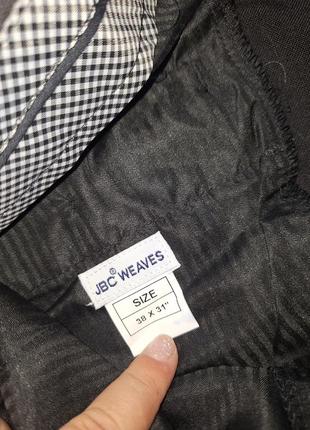 JBC® WEAVES
SIZE
38 X 31"